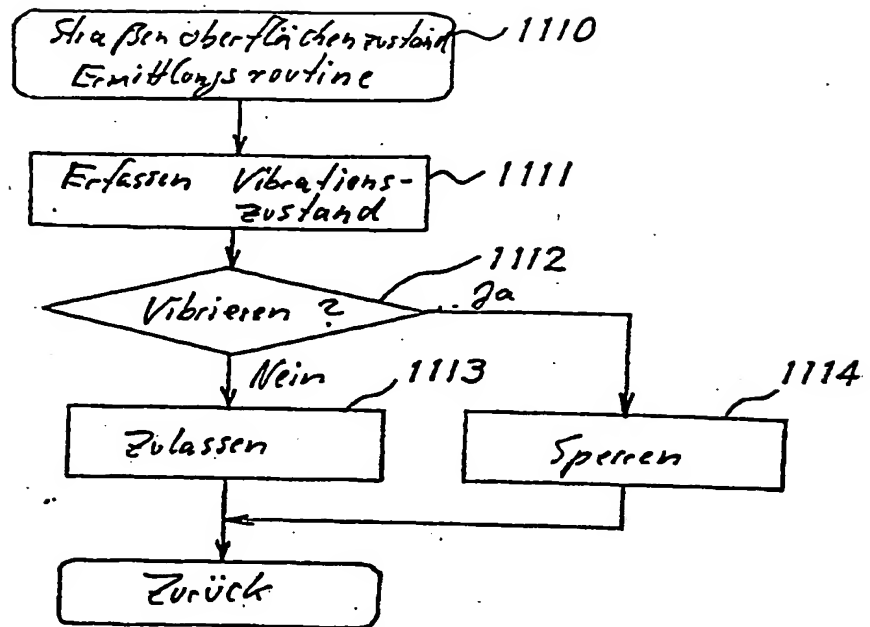 Straßenoberflächenzustand 1110
Ermittlungsroutine
Erfassen Vibrations- 1111
zustand
1112
Vibrieren ? Ja
Nein 1113 1114
Zulassen Sperren
Zurück